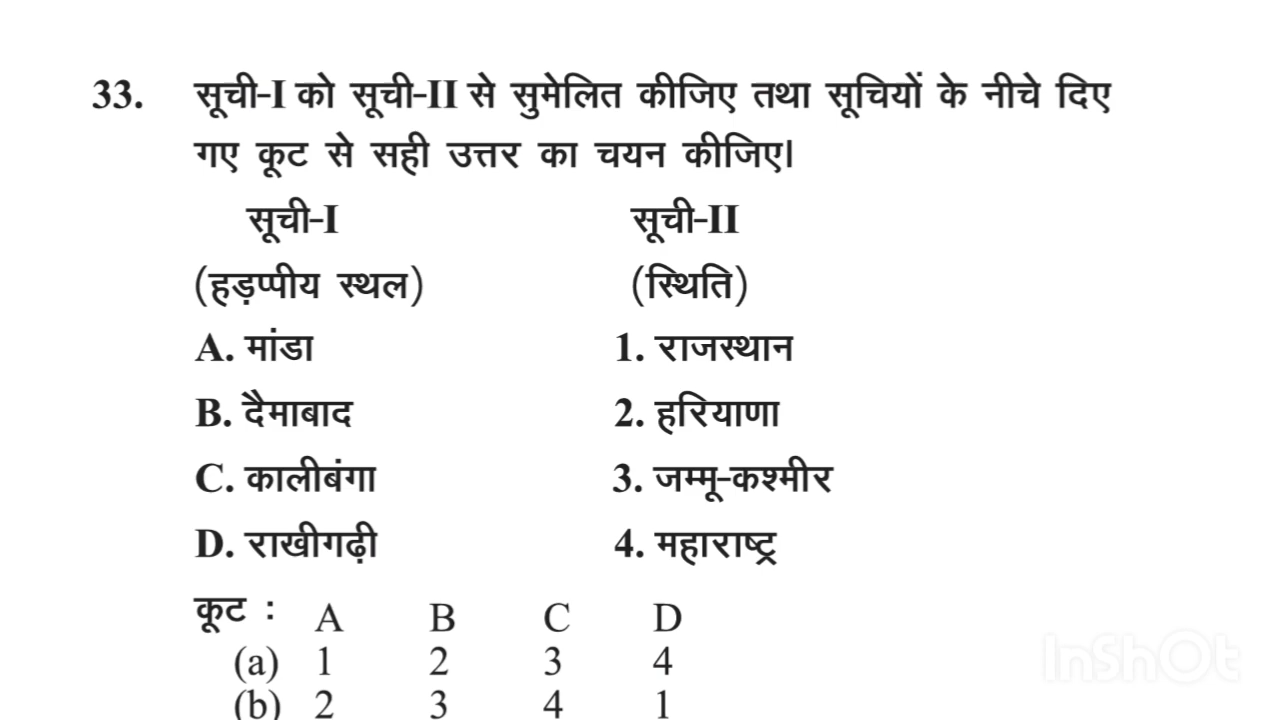 33. सूची-I को सूची-II से सुमेलित कीजिए तथा सूचियों के नीचे दिए
गए कूट से सही उत्तर का चयन कीजिए।
सूची-I सूची-II
(हड़प्पीय स्थल) (स्थिति)
A. मांडा 1. राजस्थान
B. दैमाबाद 2. हरियाणा
C. कालीबंगा 3. जम्मू-कश्मीर
D. राखीगढ़ी 4. महाराष्ट्र
कूट : A B C D
(a) 1 2 3 4
(b) 2 3 4 1
InShOt